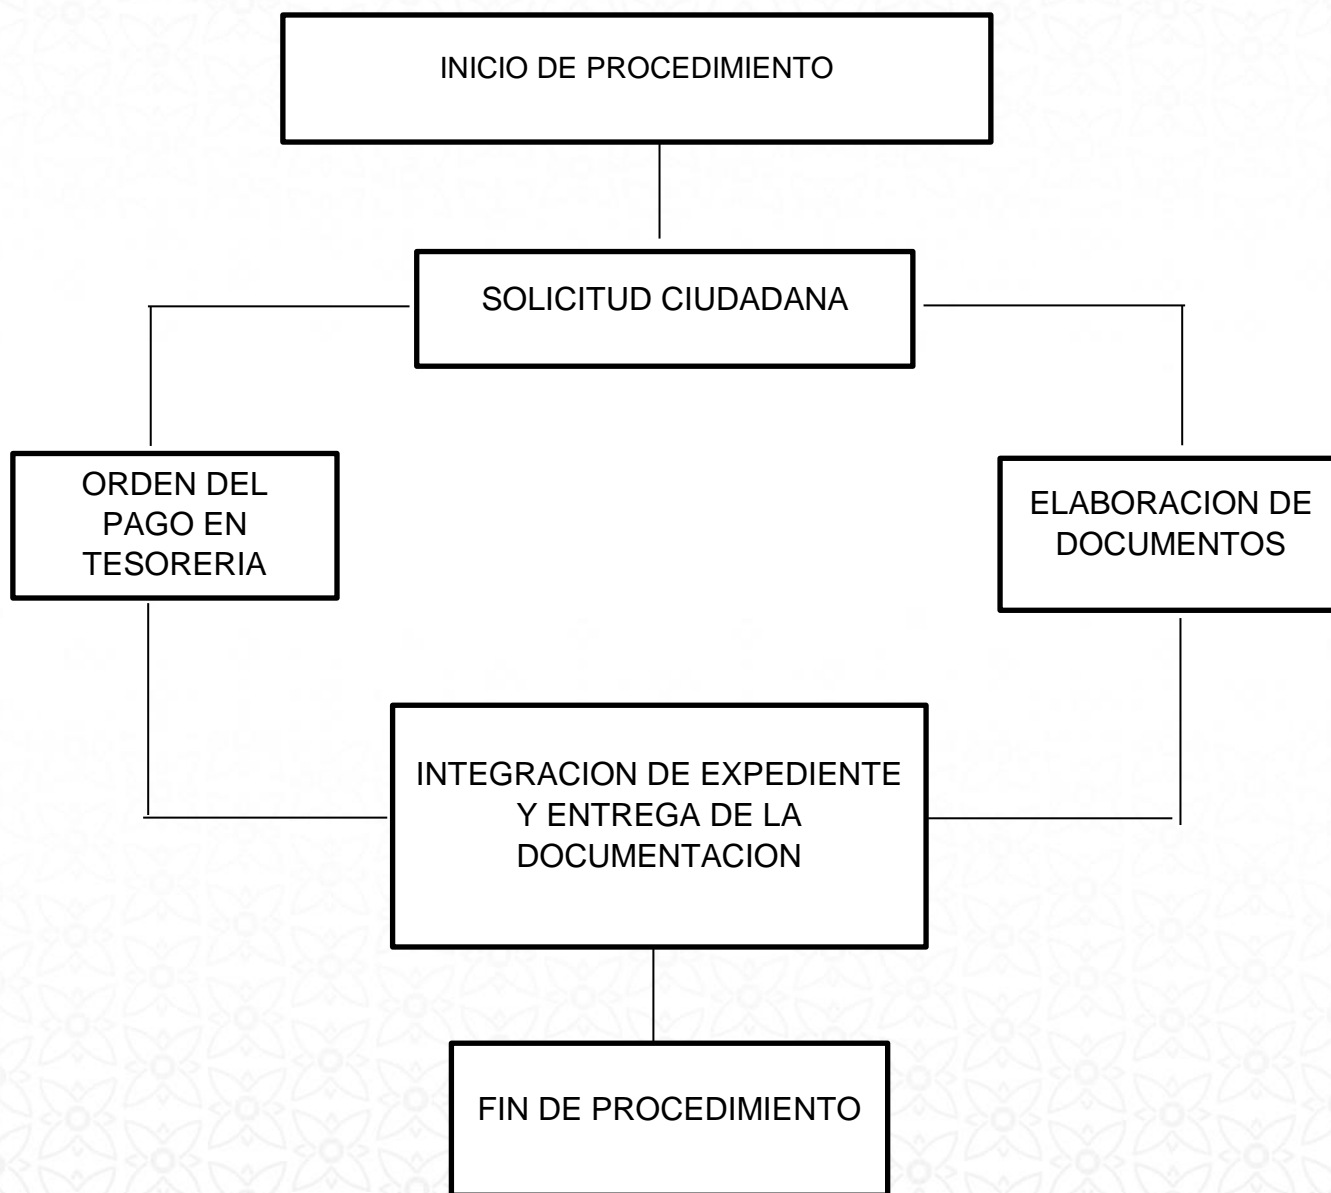 INICIO DE PROCEDIMIENTO
SOLICITUD CIUDADANA
ORDEN DEL
PAGO EN
TESORERIA
ELABORACION DE
DOCUMENTOS
INTEGRACION DE EXPEDIENTE
Y ENTREGA DE LA
DOCUMENTACION
FIN DE PROCEDIMIENTO